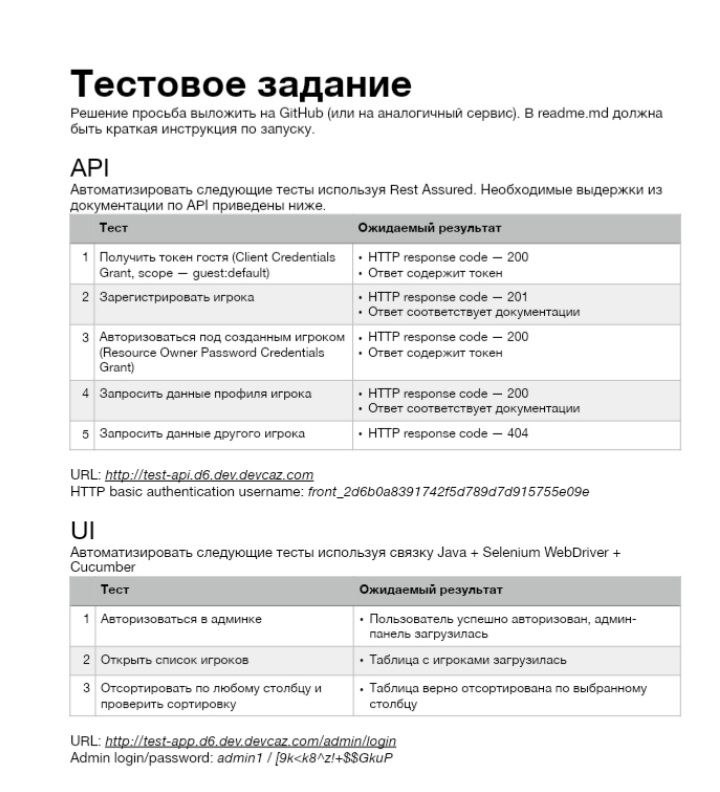 Тестовое задание
Решение просьба выложить на GitHub (или на аналогичный сервис). В readme.md должна
быть краткая инструкция по запуску.
API
Автоматизировать следующие тесты используя Rest Assured. Необходимые выдержки из
документации по API приведены ниже.
Тест Ожидаемый результат
1 Получить токен гостя (Client Credentials • HTTP response code — 200
Grant, scope — guest:default) • Ответ содержит токен
2 Зарегистрировать игрока • HTTP response code — 201
• Ответ соответствует документации
3 Авторизоваться под созданным игроком • HTTP response code — 200
(Resource Owner Password Credentials • Ответ содержит токен
Grant)
4 Запросить данные профиля игрока • HTTP response code — 200
• Ответ соответствует документации
5 Запросить данные другого игрока • HTTP response code — 404
URL: http://test-api.d6.dev.devcaz.com
HTTP basic authentication username: front_2d6b0a8391742f5d789d7d915755e09e
UI
Автоматизировать следующие тесты используя связку Java + Selenium WebDriver +
Cucumber
Тест Ожидаемый результат
1 Авторизоваться в админке • Пользователь успешно авторизован, админ-
панель загрузилась
2 Открыть список игроков • Таблица с игроками загрузилась
3 Отсортировать по любому столбцу и • Таблица верно отсортирована по выбранному
проверить сортировку столбцу
URL: http://test-app.d6.dev.devcaz.com/admin/login
Admin login/password: admin1 / [9k<k8^z!+$$GkuP